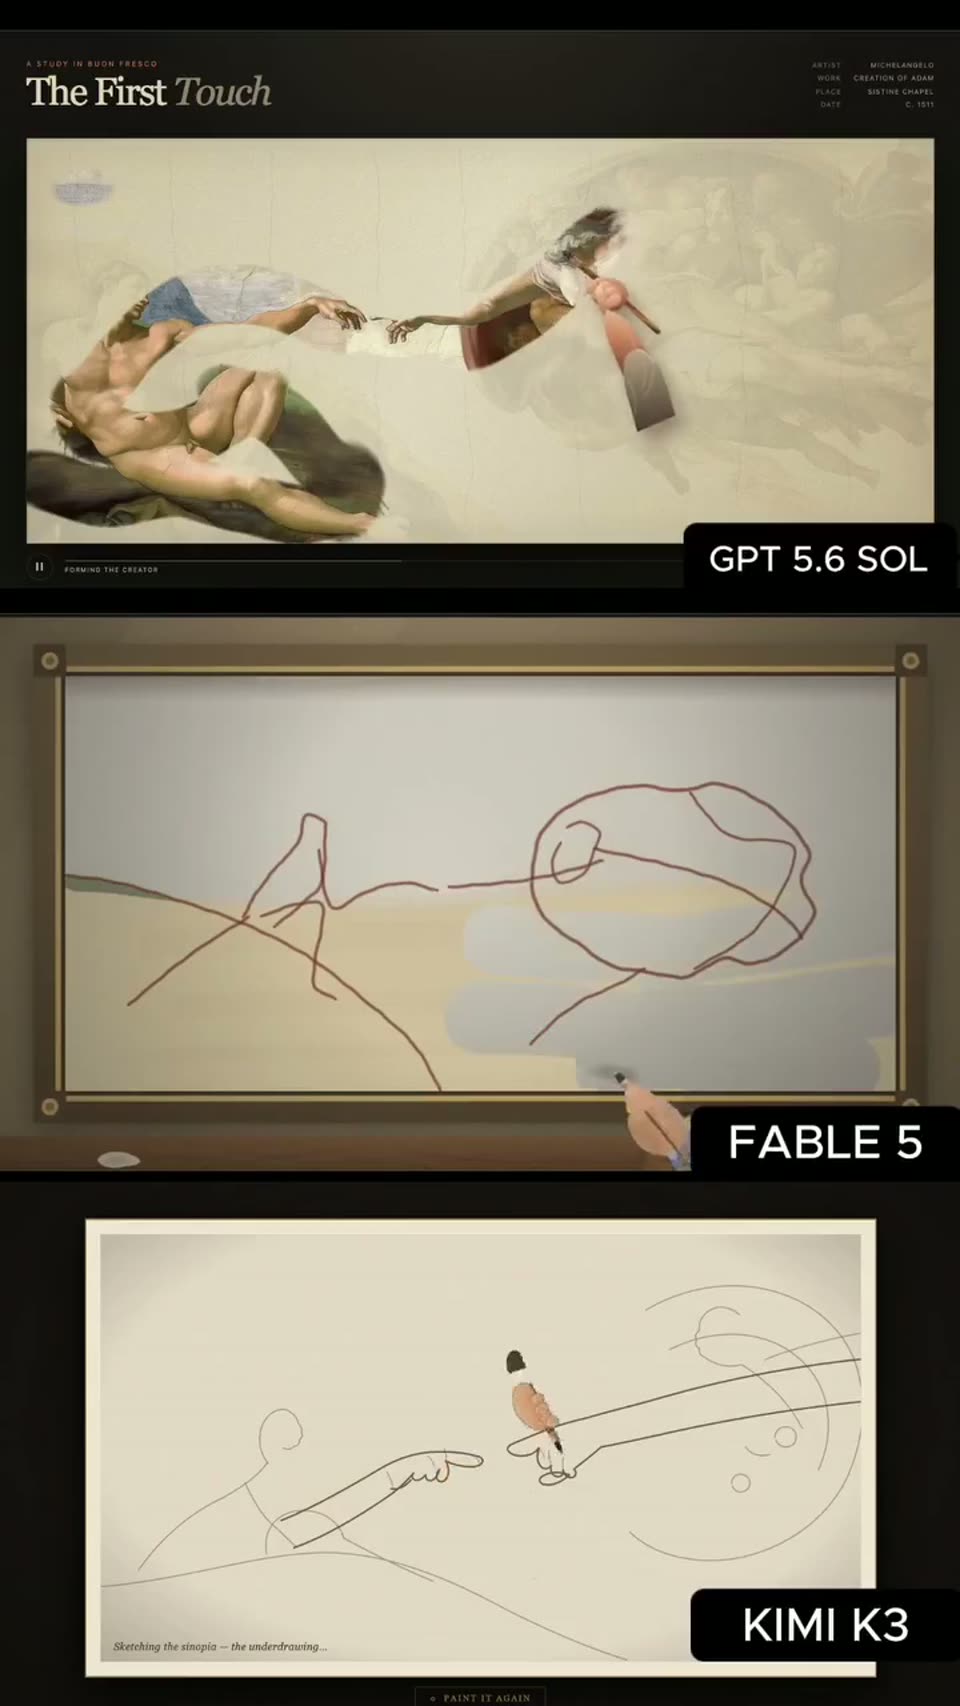 A STUDY IN BUON FRESCO
The First Touch
ARTIST MICHELANGELO
WORK CREATION OF ADAM
PLACE SISTINE CHAPEL
DATE C. 1511
FORMING THE CREATOR
GPT 5.6 SOL
FABLE 5
KIMI K3
Sketching the sinopia — the underdrawing...
PAINT IT AGAIN